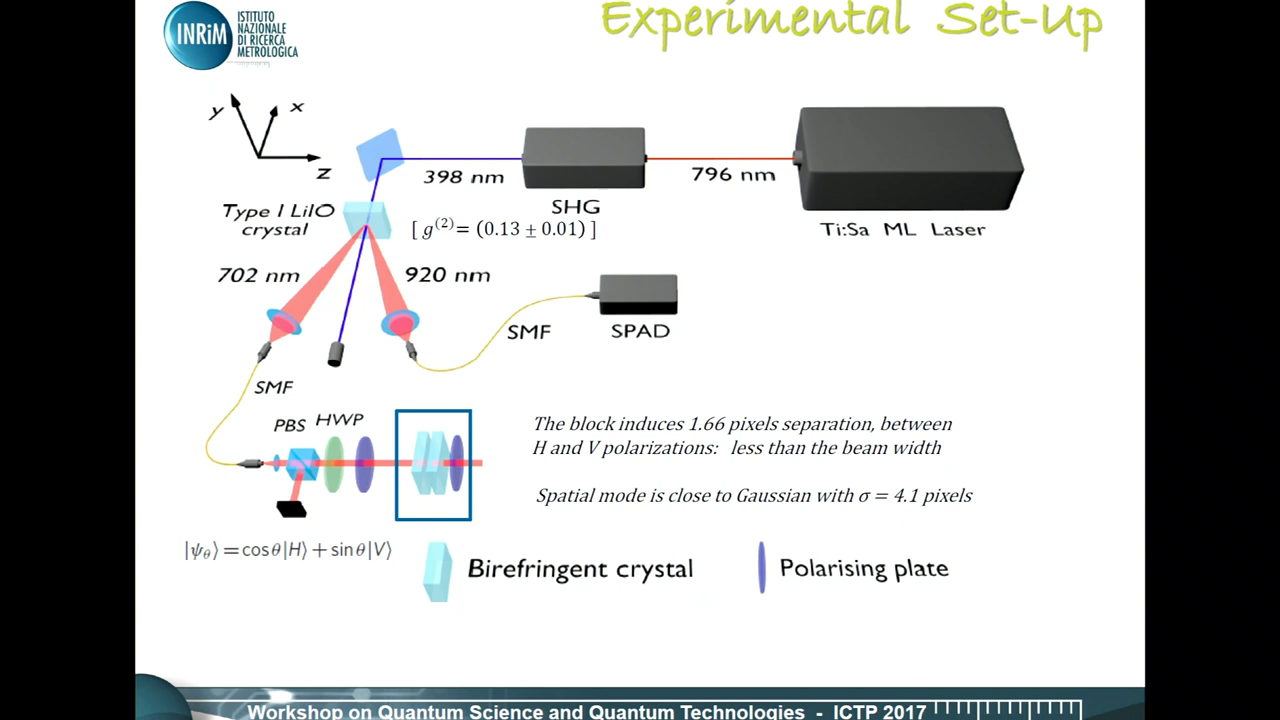 Experimental Set-Up
INRiM
ISTITUTO
NAZIONALE
DI RICERCA
METROLOGICA
y
x
z
398 nm
796 nm
SHG
Ti:Sa ML Laser
Type I LiIO
crystal
[ g(2)= (0.13 ± 0.01) ]
702 nm
920 nm
SMF
SPAD
SMF
PBS
HWP
The block induces 1.66 pixels separation, between
H and V polarizations: less than the beam width
Spatial mode is close to Gaussian with σ = 4.1 pixels
|ψθ⟩ = cosθ|H⟩ + sinθ|V⟩
Birefringent crystal
Polarising plate
Workshop on Quantum Science and Quantum Technologies - ICTP 2017